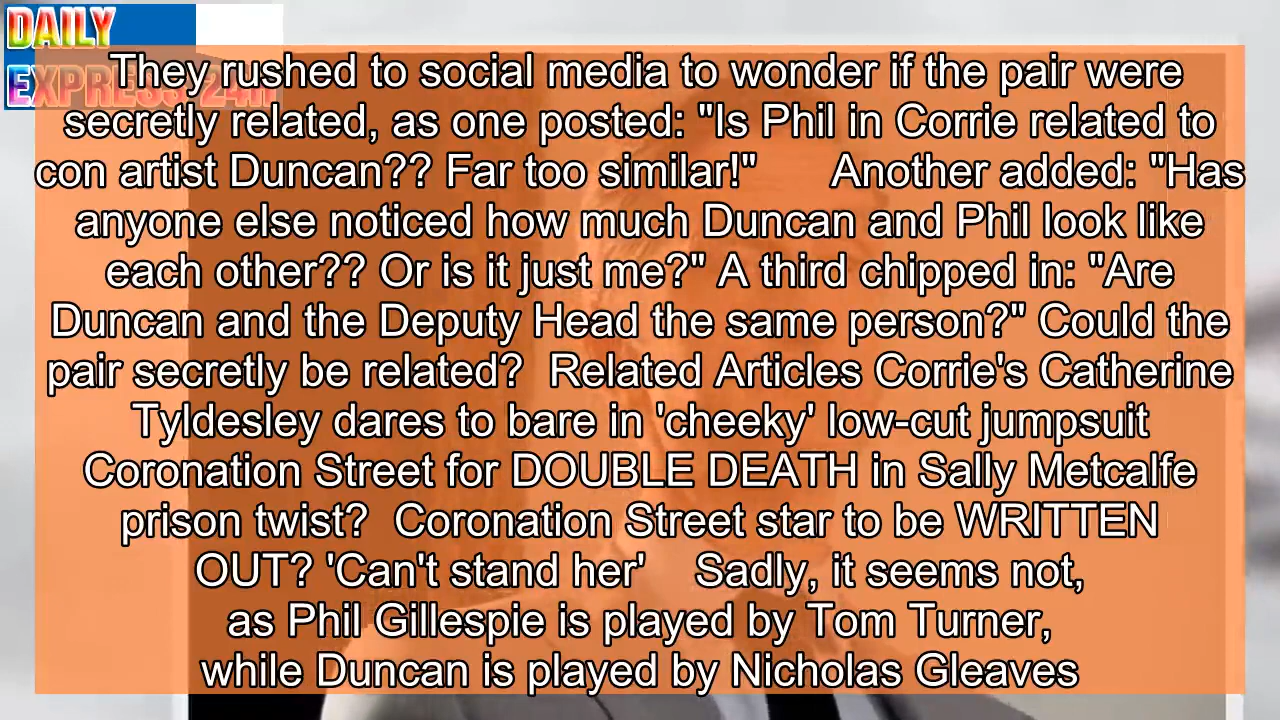 DAILY
EXPRESS 24H
They rushed to social media to wonder if the pair were
secretly related, as one posted: "Is Phil in Corrie related to
con artist Duncan?? Far too similar!" Another added: "Has
anyone else noticed how much Duncan and Phil look like
each other?? Or is it just me?" A third chipped in: "Are
Duncan and the Deputy Head the same person?" Could the
pair secretly be related? Related Articles Corrie's Catherine
Tyldesley dares to bare in 'cheeky' low-cut jumpsuit
Coronation Street for DOUBLE DEATH in Sally Metcalfe
prison twist? Coronation Street star to be WRITTEN
OUT? 'Can't stand her' Sadly, it seems not,
as Phil Gillespie is played by Tom Turner,
while Duncan is played by Nicholas Gleaves